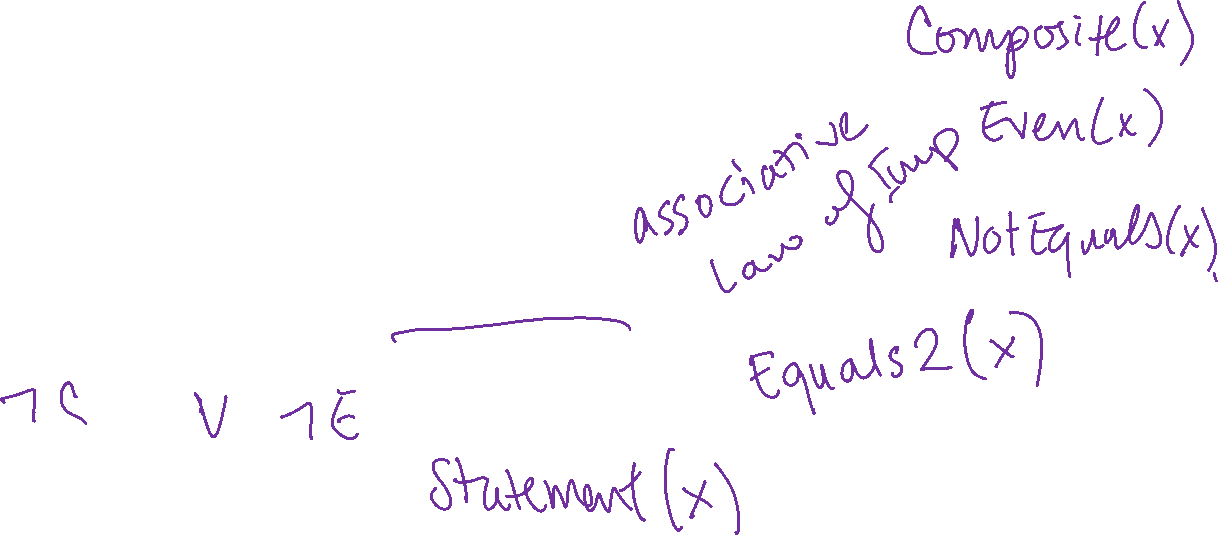 Composite(x)
associative
Law of Imp
Even(x)
NotEquals(x)
Equals2(x)
¬C ∨ ¬E
Statement(x)